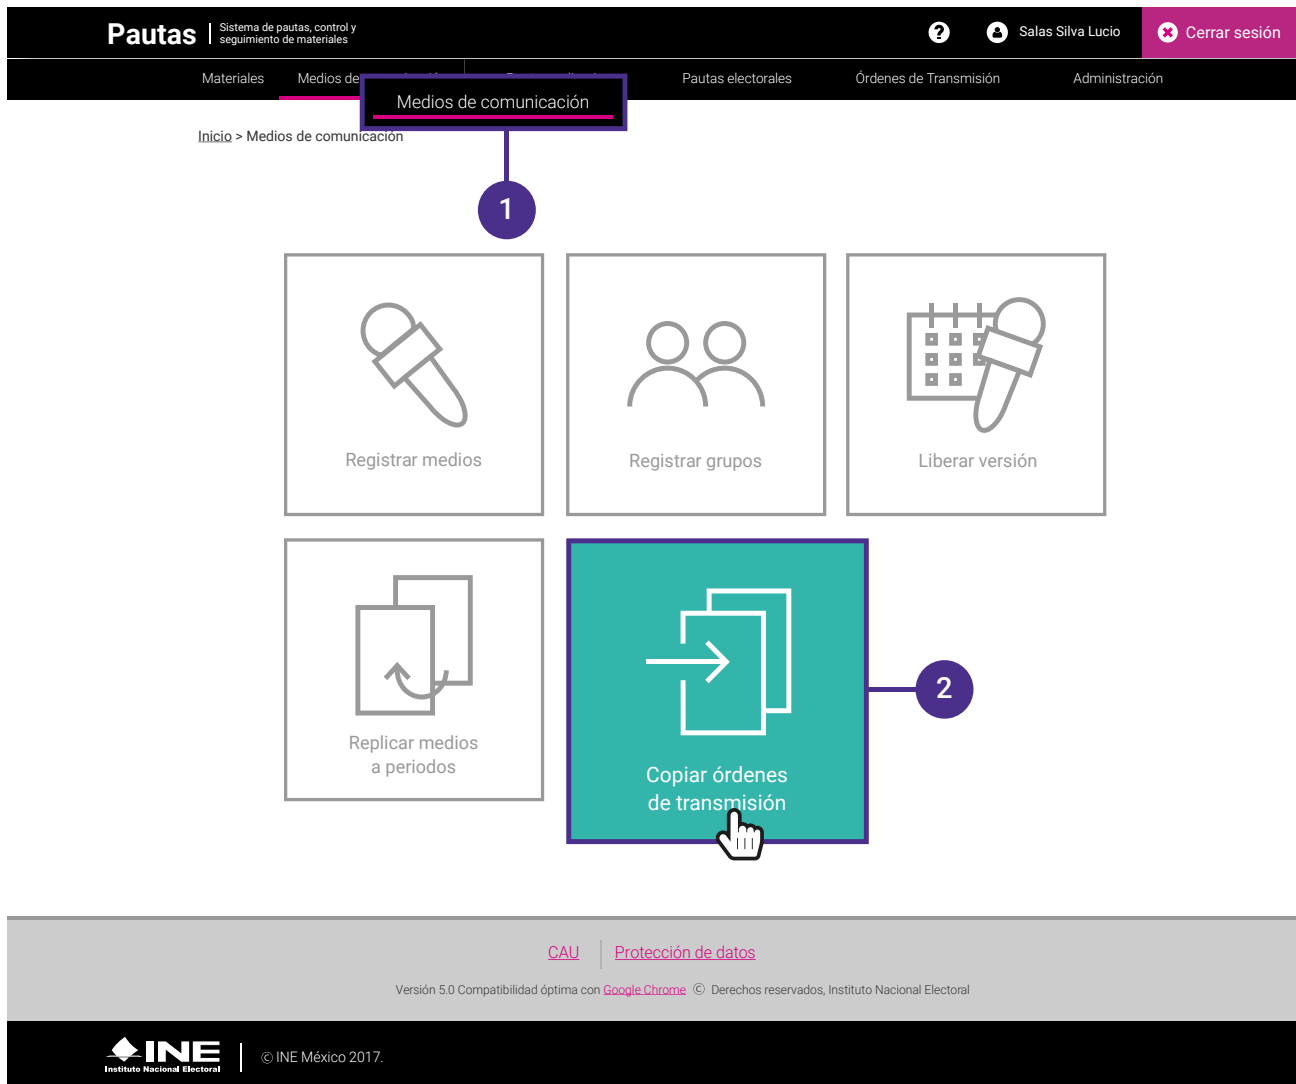 Pautas
Sistema de pautas, control y
seguimiento de materiales
?
Salas Silva Lucio
Cerrar sesión
Materiales
Medios de
Pautas electorales
Órdenes de Transmisión
Administración
Medios de comunicación
Inicio > Medios de comunicación
1
Registrar medios
Registrar grupos
Liberar versión
Replicar medios
a periodos
Copiar órdenes
de transmisión
2
CAU
Protección de datos
Versión 5.0 Compatibilidad óptima con Google Chrome © Derechos reservados, Instituto Nacional Electoral
INE
Instituto Nacional Electoral
© INE México 2017.